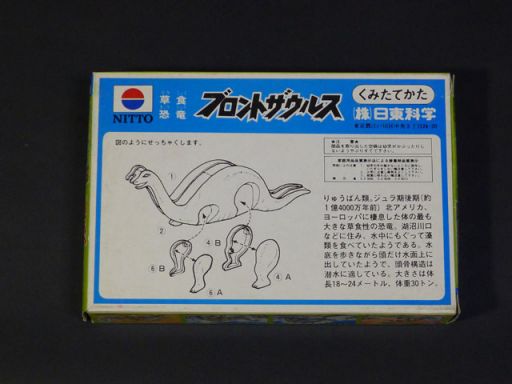 NITTO
草食
恐竜
ブロントザウルス
くみたてかた
(株)日東科学
図のようにせっちゃくします。
1
2
4 B
6 B
4 A
6 A
りゅうばん類。ジュラ期後期(約
1億4000万年前) 北アメリカ、
ヨーロッパに棲息した体の最も
大きな草食性の恐竜。湖沼川口
などに住み、水中にもぐって藻
類を食べていたようである。水
底を歩きながら頭だけ水面上に
出していたようで、頭骨構造は
潜水に適している。大きさは体
長18〜24メートル、体重30トン。